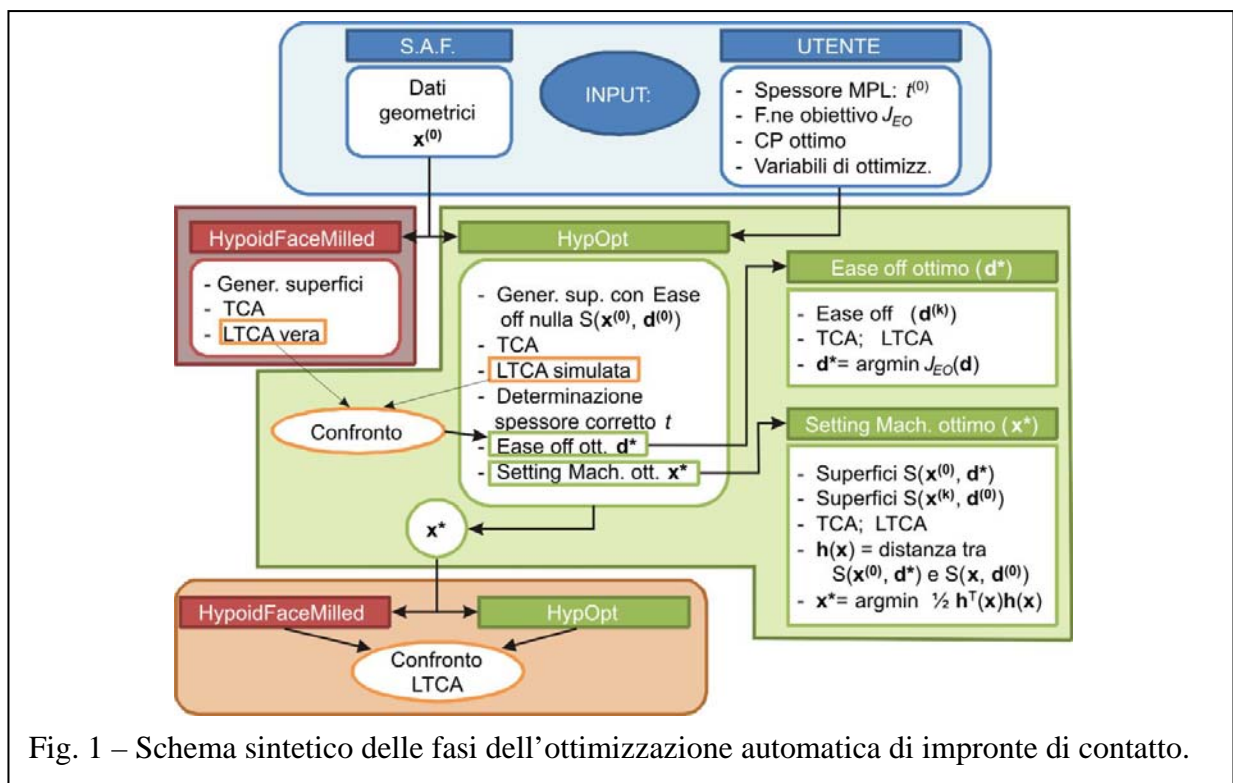 S.A.F.
Dati
geometrici
x⁽⁰⁾
INPUT:
UTENTE
- Spessore MPL: t⁽⁰⁾
- F.ne obiettivo J_EO
- CP ottimo
- Variabili di ottimizz.
HypoidFaceMilled
- Gener. superfici
- TCA
- LTCA vera
HypOpt
- Gener. sup. con Ease
off nulla S(x⁽⁰⁾, d⁽⁰⁾)
- TCA
- LTCA simulata
- Determinazione
spessore corretto t
- Ease off ott. d*
- Setting Mach. ott. x*
Confronto
Ease off ottimo (d*)
- Ease off (d⁽ᵏ⁾)
- TCA; LTCA
- d*= argmin J_EO(d)
Setting Mach. ottimo (x*)
- Superfici S(x⁽⁰⁾, d*)
- Superfici S(x⁽ᵏ⁾, d⁽⁰⁾)
- TCA; LTCA
- h(x) = distanza tra
S(x⁽⁰⁾, d*) e S(x, d⁽⁰⁾)
- x*= argmin ½ hᵀ(x)h(x)
x*
HypoidFaceMilled
HypOpt
Confronto
LTCA
Fig. 1 – Schema sintetico delle fasi dell’ottimizzazione automatica di impronte di contatto.